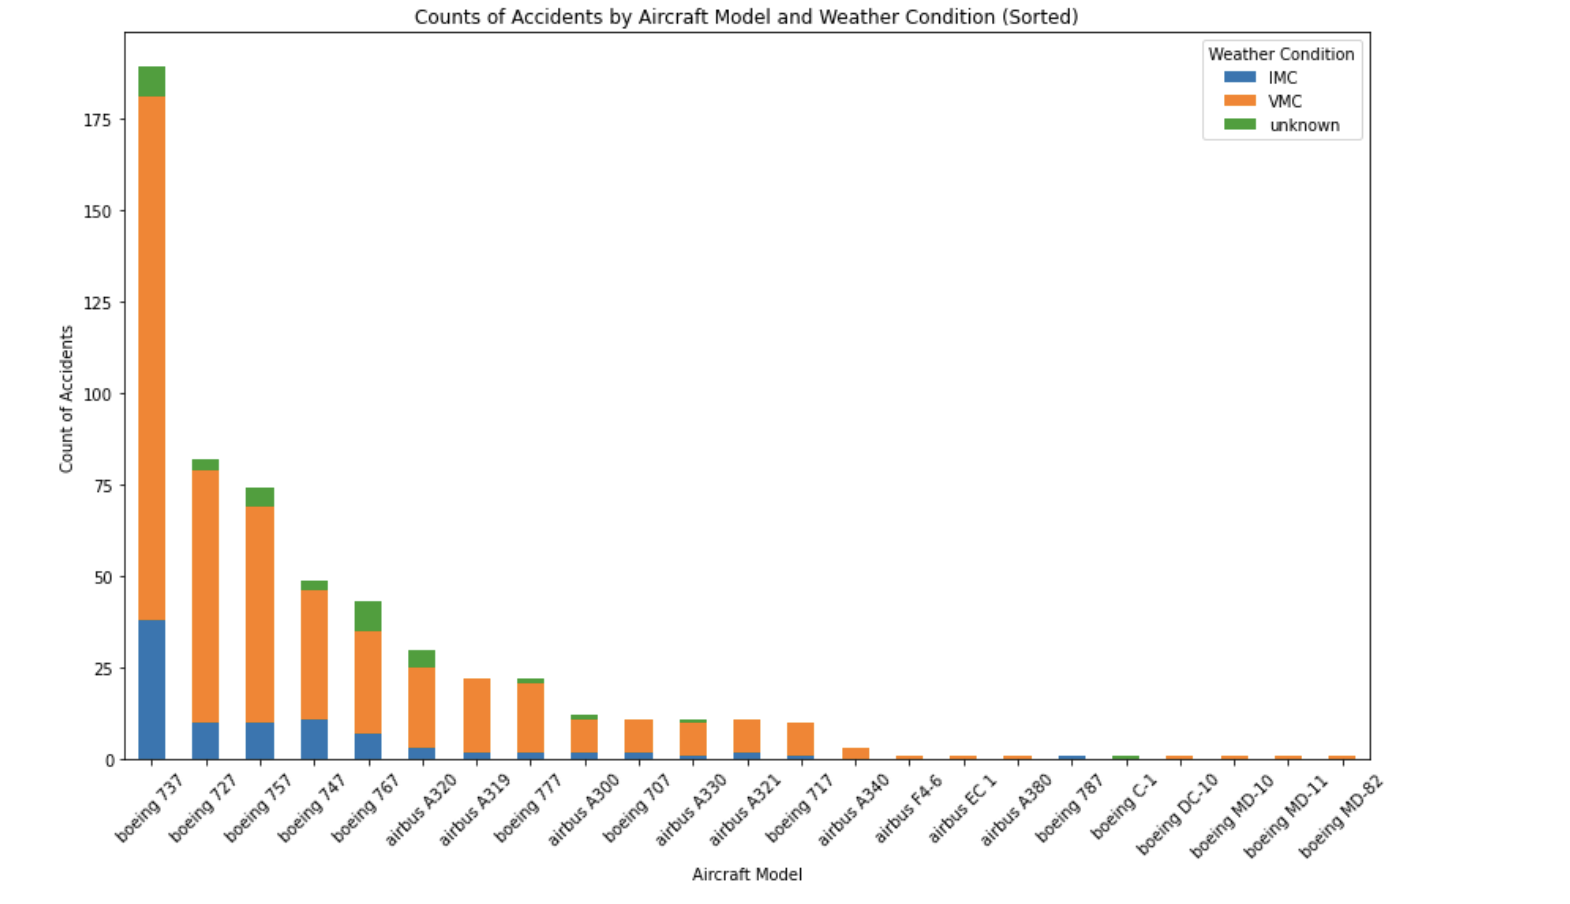 Counts of Accidents by Aircraft Model and Weather Condition (Sorted)
Weather Condition
IMC
VMC
unknown
175
150
125
100
75
50
25
0
Count of Accidents
boeing 737
boeing 727
boeing 757
boeing 747
boeing 767
airbus A320
airbus A319
boeing 777
airbus A300
boeing 707
airbus A330
airbus A321
boeing 717
airbus A340
airbus F4-6
airbus EC 1
airbus A380
boeing 787
boeing C-1
boeing DC-10
boeing MD-10
boeing MD-11
boeing MD-82
Aircraft Model